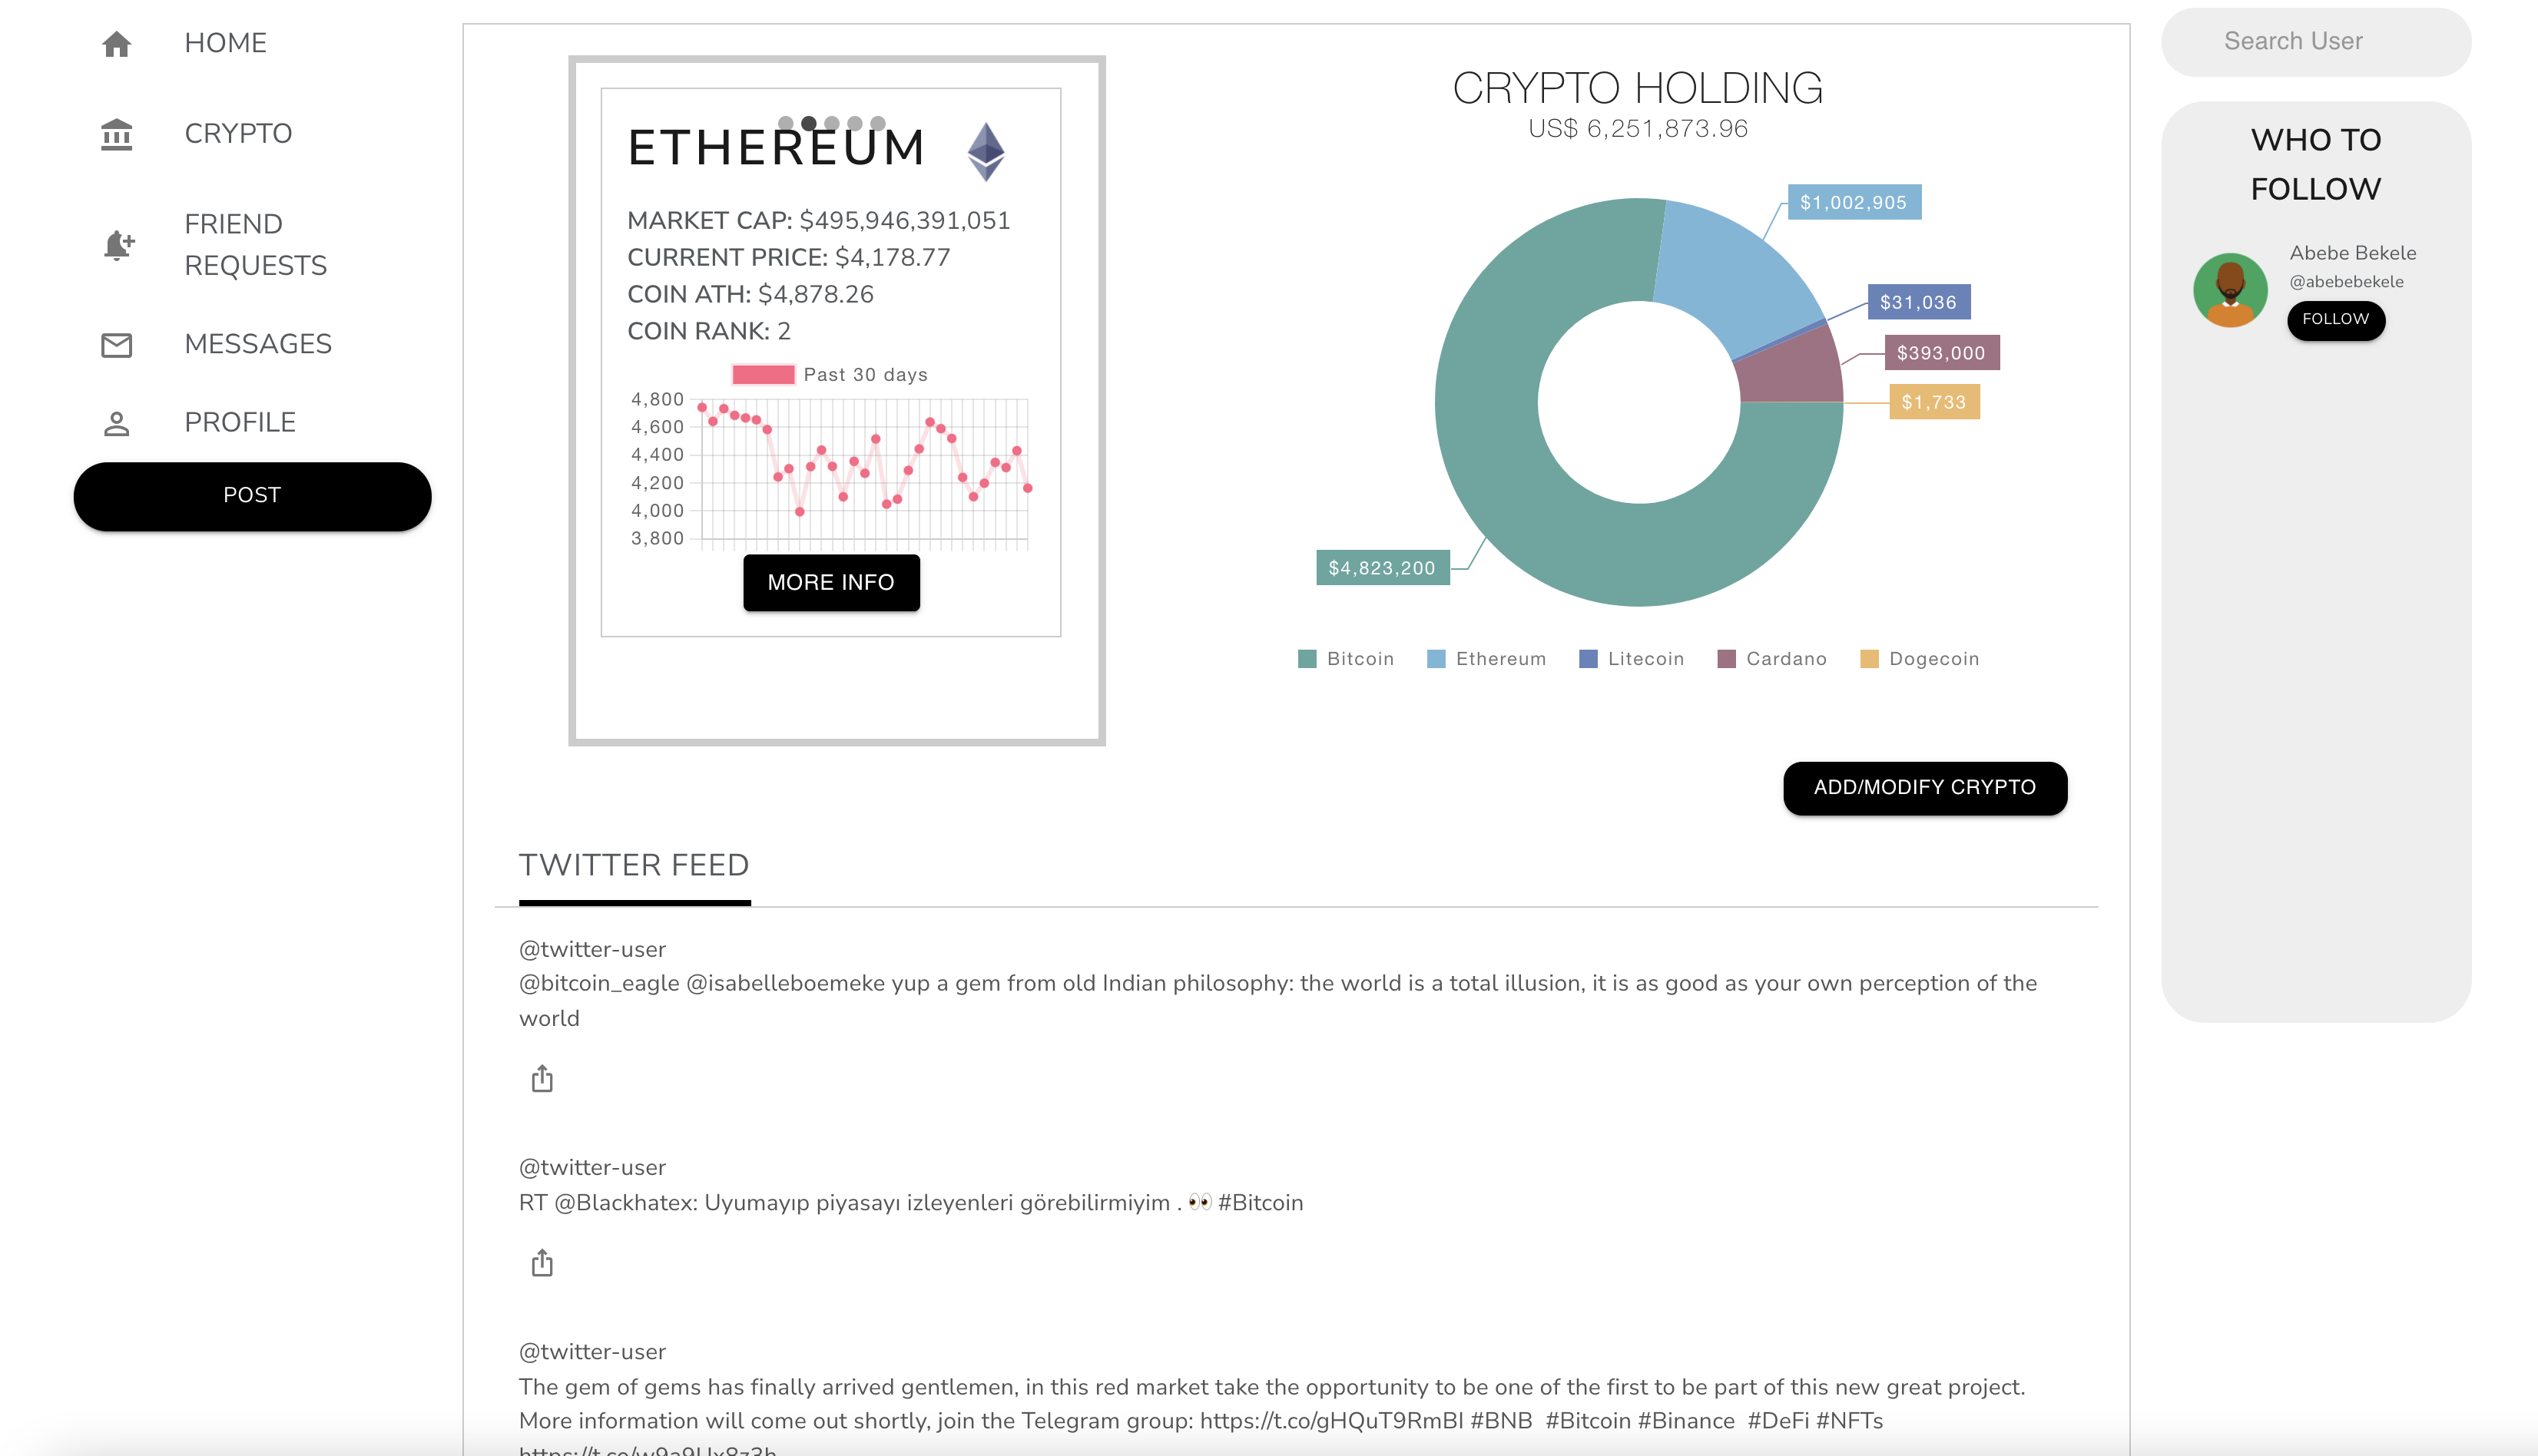 HOME
CRYPTO
FRIEND
REQUESTS
MESSAGES
PROFILE
POST
ETHEREUM
MARKET CAP: $495,946,391,051
CURRENT PRICE: $4,178.77
COIN ATH: $4,878.26
COIN RANK: 2
Past 30 days
4,800
4,600
4,400
4,200
4,000
3,800
MORE INFO
CRYPTO HOLDING
US$ 6,251,873.96
$1,002,905
$31,036
$393,000
$1,733
$4,823,200
Bitcoin Ethereum Litecoin Cardano Dogecoin
ADD/MODIFY CRYPTO
TWITTER FEED
@twitter-user
@bitcoin_eagle @isabelleboemeke yup a gem from old Indian philosophy: the world is a total illusion, it is as good as your own perception of the
world
@twitter-user
RT @Blackhatex: Uyumayıp piyasayı izleyenleri görebilirmiyim . 👀 #Bitcoin
@twitter-user
The gem of gems has finally arrived gentlemen, in this red market take the opportunity to be one of the first to be part of this new great project.
More information will come out shortly, join the Telegram group: https://t.co/gHQuT9RmBI #BNB #Bitcoin #Binance #DeFi #NFTs
Search User
WHO TO
FOLLOW
Abebe Bekele
@abebebekele
FOLLOW